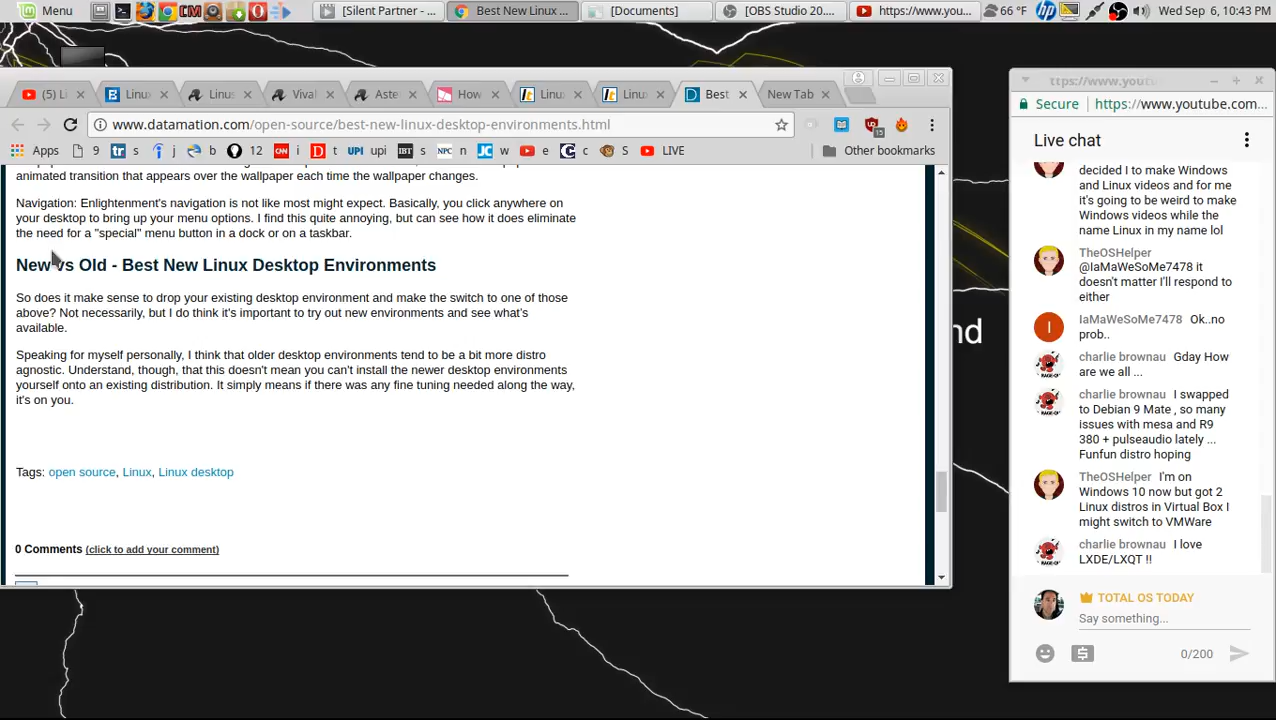 Menu
[Silent Partner - ...
Best New Linux ...
[Documents]
[OBS Studio 20....
https://www.you...
66 °F
Wed Sep 6, 10:43 PM
(5) Li
Linux
Linus
Vival
Aste
How
Linux
Linux
Best
New Tab
www.datamation.com/open-source/best-new-linux-desktop-environments.html
15
Apps
9
s
j
b
12
i
t
upi
s
n
w
e
c
S
LIVE
Other bookmarks
animated transition that appears over the wallpaper each time the wallpaper changes.
Navigation: Enlightenment's navigation is not like most might expect. Basically, you click anywhere on
your desktop to bring up your menu options. I find this quite annoying, but can see how it does eliminate
the need for a "special" menu button in a dock or on a taskbar.
New vs Old - Best New Linux Desktop Environments
So does it make sense to drop your existing desktop environment and make the switch to one of those
above? Not necessarily, but I do think it's important to try out new environments and see what's
available.
Speaking for myself personally, I think that older desktop environments tend to be a bit more distro
agnostic. Understand, though, that this doesn't mean you can't install the newer desktop environments
yourself onto an existing distribution. It simply means if there was any fine tuning needed along the way,
it's on you.
Tags: open source, Linux, Linux desktop
0 Comments (click to add your comment)
nd
Secure
https://www.youtube.com...
Live chat
decided I to make Windows
and Linux videos and for me
it's going to be weird to make
Windows videos while the
name Linux in my name lol
TheOSHelper
@IaMaWeSoMe7478 it
doesn't matter I'll respond to
either
IaMaWeSoMe7478 Ok..no
prob..
charlie brownau Gday How
are we all ...
charlie brownau I swapped
to Debian 9 Mate , so many
issues with mesa and R9
380 + pulseaudio lately ...
Funfun distro hoping
TheOSHelper I'm on
Windows 10 now but got 2
Linux distros in Virtual Box I
might switch to VMWare
charlie brownau I love
LXDE/LXQT !!
TOTAL OS TODAY
Say something...
0/200